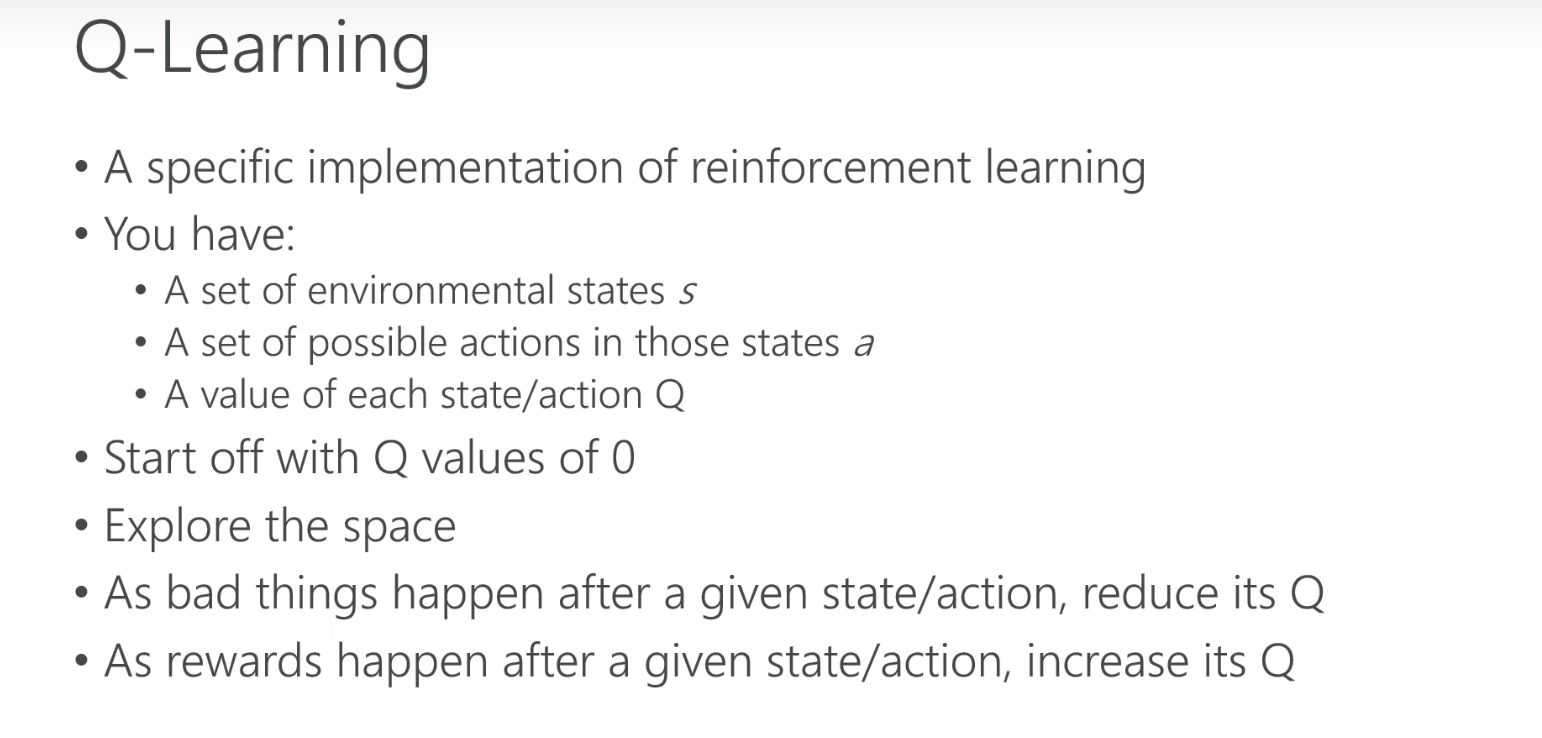 Q-Learning
• A specific implementation of reinforcement learning
• You have:
• A set of environmental states s
• A set of possible actions in those states a
• A value of each state/action Q
• Start off with Q values of 0
• Explore the space
• As bad things happen after a given state/action, reduce its Q
• As rewards happen after a given state/action, increase its Q